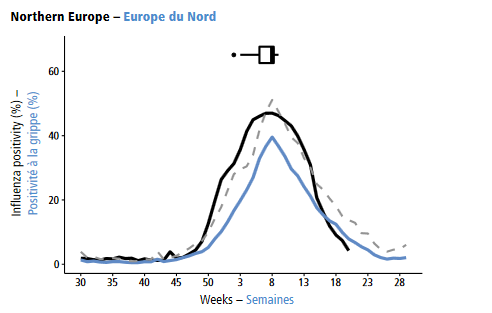 Northern Europe – Europe du Nord
Influenza positivity (%) –
Positivité à la grippe (%)
60
40
20
0
30 35 40 45 50 3 8 13 18 23 28
Weeks – Semaines